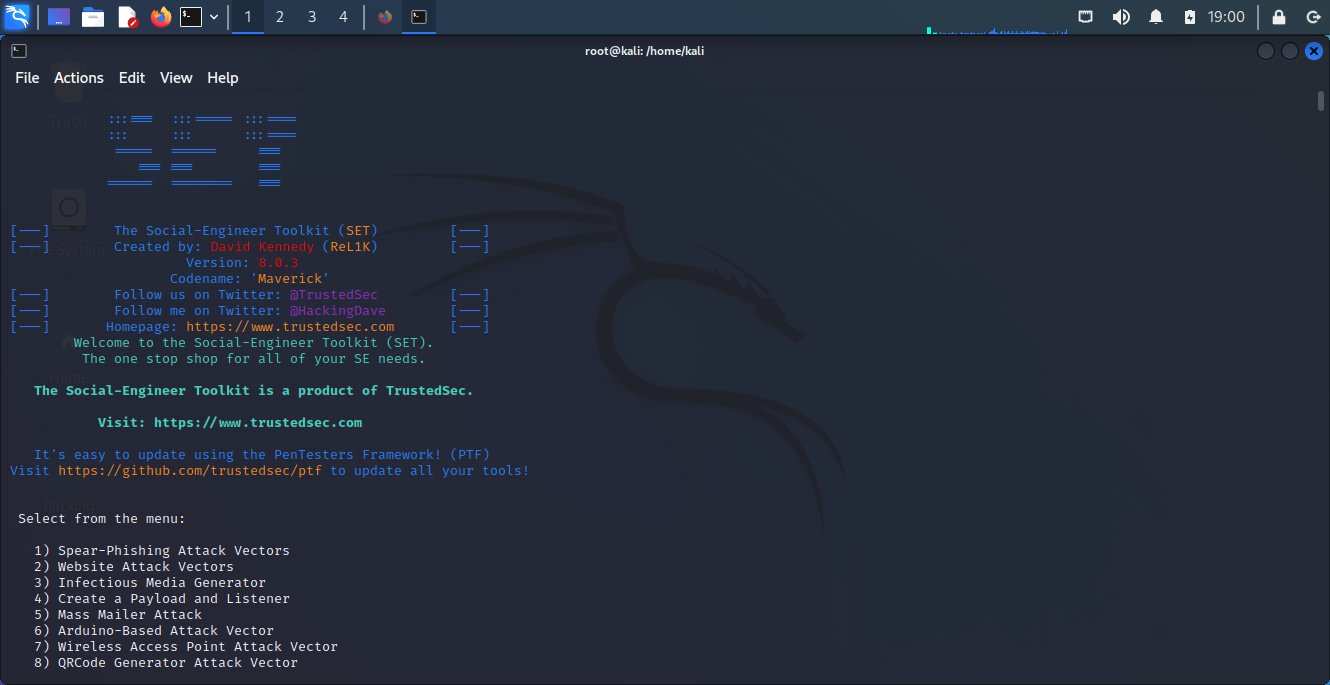 1 2 3 4 19:00
root@kali: /home/kali
File Actions Edit View Help
Trash
[---] The Social-Engineer Toolkit (SET) [---]
[---] Created by: David Kennedy (ReL1K) [---]
System
Version: 8.0.3
Codename: 'Maverick'
[---] Follow us on Twitter: @TrustedSec [---]
[---] Follow me on Twitter: @HackingDave [---]
[---] Homepage: https://www.trustedsec.com [---]
Welcome to the Social-Engineer Toolkit (SET).
The one stop shop for all of your SE needs.
Home
The Social-Engineer Toolkit is a product of TrustedSec.
Visit: https://www.trustedsec.com
It's easy to update using the PenTesters Framework! (PTF)
Visit https://github.com/trustedsec/ptf to update all your tools!
Select from the menu:
1) Spear-Phishing Attack Vectors
2) Website Attack Vectors
3) Infectious Media Generator
4) Create a Payload and Listener
5) Mass Mailer Attack
6) Arduino-Based Attack Vector
7) Wireless Access Point Attack Vector
8) QRCode Generator Attack Vector